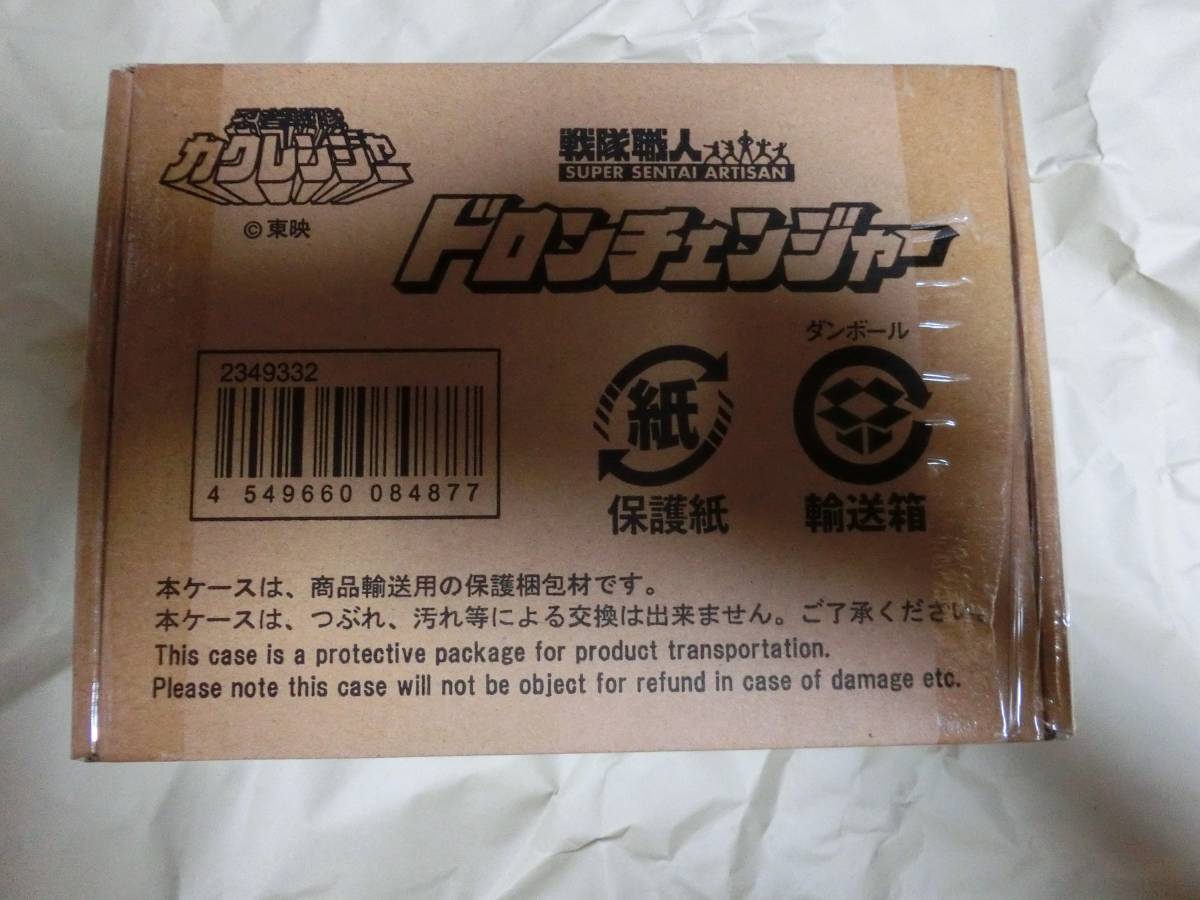 忍者戦隊
カクレンジャー
©東映
戦隊職人
SUPER SENTAI ARTISAN
ドロンチェンジャー
2349332
4 549660 084877
紙
保護紙
ダンボール
輸送箱
本ケースは、商品輸送用の保護梱包材です。
本ケースは、つぶれ、汚れ等による交換は出来ません。ご了承ください。
This case is a protective package for product transportation.
Please note this case will not be object for refund in case of damage etc.